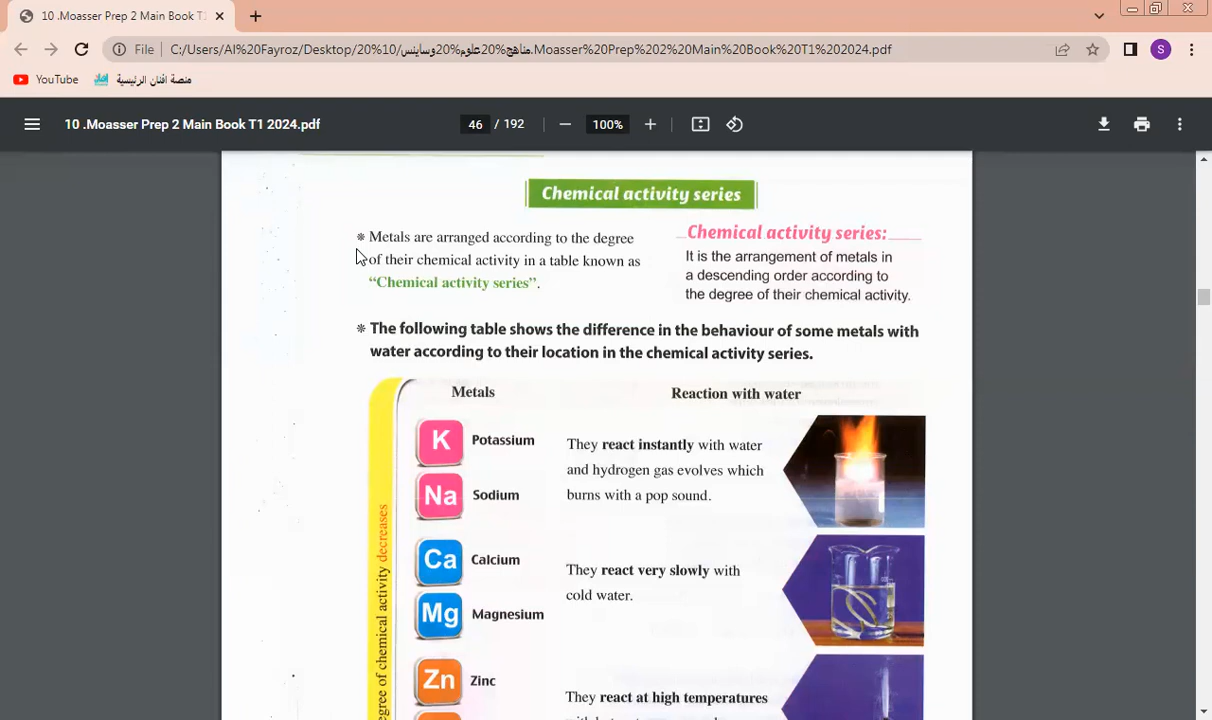 10 .Moasser Prep 2 Main Book T
File C:/Users/Al%20Fayroz/Desktop/20%10/مناهج%20علوم%20وساينس.Moasser%20Prep%202%20Main%20Book%20T1%202024.pdf
S
YouTube منصة افنان الرئيسية
10 .Moasser Prep 2 Main Book T1 2024.pdf
46 / 192
100%
Chemical activity series
Metals are arranged according to the degree
of their chemical activity in a table known as
“Chemical activity series”.
Chemical activity series:
It is the arrangement of metals in
a descending order according to
the degree of their chemical activity.
The following table shows the difference in the behaviour of some metals with
water according to their location in the chemical activity series.
Metals Reaction with water
egree of chemical activity decreases
K Potassium
Na Sodium
They react instantly with water
and hydrogen gas evolves which
burns with a pop sound.
Ca Calcium
Mg Magnesium
They react very slowly with
cold water.
Zn Zinc
They react at high temperatures